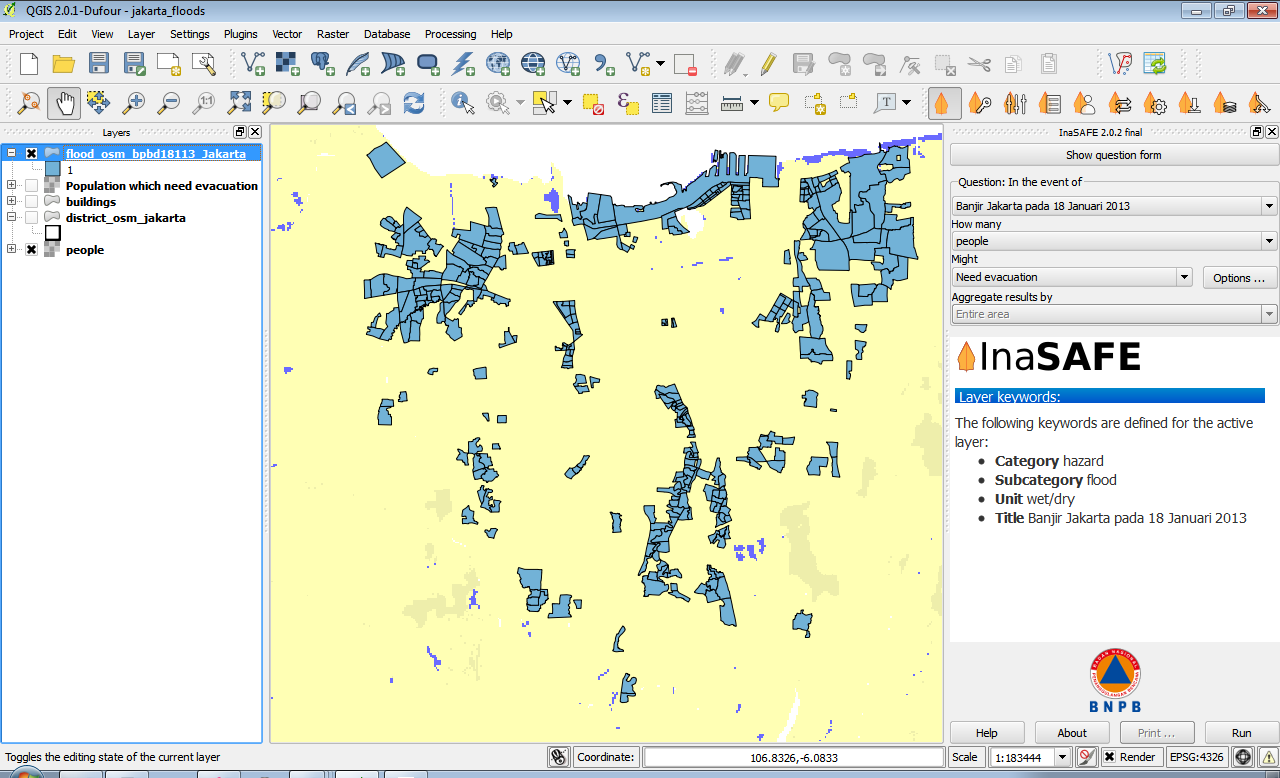 QGIS 2.0.1-Dufour - jakarta_floods
Project Edit View Layer Settings Plugins Vector Raster Database Processing Help
Layers
flood_osm_bpbd18113_Jakarta
1
Population which need evacuation
buildings
district_osm_jakarta
people
InaSAFE 2.0.2 final
Show question form
Question: In the event of
Banjir Jakarta pada 18 Januari 2013
How many
people
Might
Need evacuation
Options ...
Aggregate results by
Entire area
InaSAFE
Layer keywords:
The following keywords are defined for the active
layer:
Category hazard
Subcategory flood
Unit wet/dry
Title Banjir Jakarta pada 18 Januari 2013
BNPB
Help About Print ... Run
Toggles the editing state of the current layer
Coordinate: 106.8326,-6.0833 Scale 1:183444 Render EPSG:4326